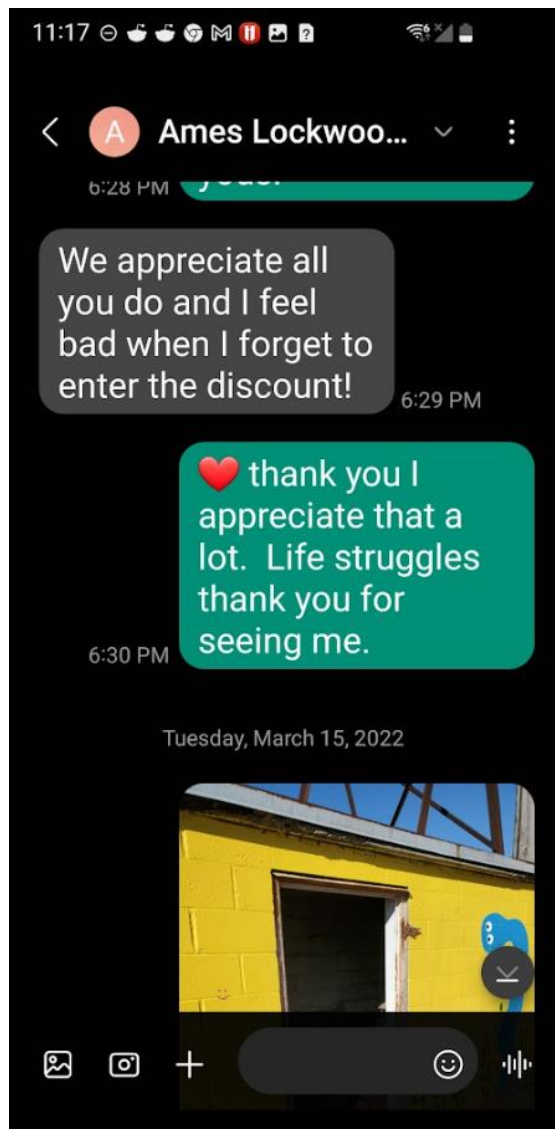 11:17
A Ames Lockwoo...
6:28 PM
We appreciate all
you do and I feel
bad when I forget to
enter the discount!
6:29 PM
❤️ thank you I
appreciate that a
lot.  Life struggles
thank you for
seeing me.
6:30 PM
Tuesday, March 15, 2022